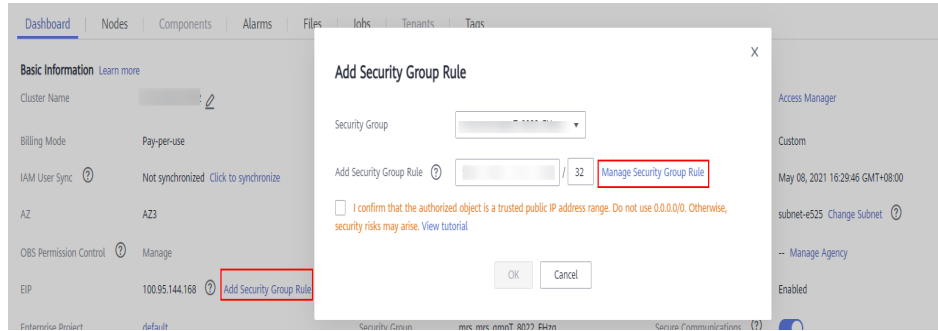 Dashboard Nodes Components Alarms Files Jobs Tenants Tags
X
Basic Information Learn more
Add Security Group Rule
Cluster Name
Access Manager
Security Group
Billing Mode Pay-per-use
Custom
IAM User Sync ? Not synchronized Click to synchronize
Add Security Group Rule ? / 32 Manage Security Group Rule
May 08, 2021 16:29:46 GMT+08:00
AZ AZ3
I confirm that the authorized object is a trusted public IP address range. Do not use 0.0.0.0/0. Otherwise,
security risks may arise. View tutorial
subnet-e525 Change Subnet ?
OBS Permission Control ? Manage
-- Manage Agency
OK Cancel
EIP 100.95.144.168 ? Add Security Group Rule
Enabled
Enterprise Project default Security Group Secure Communications ?